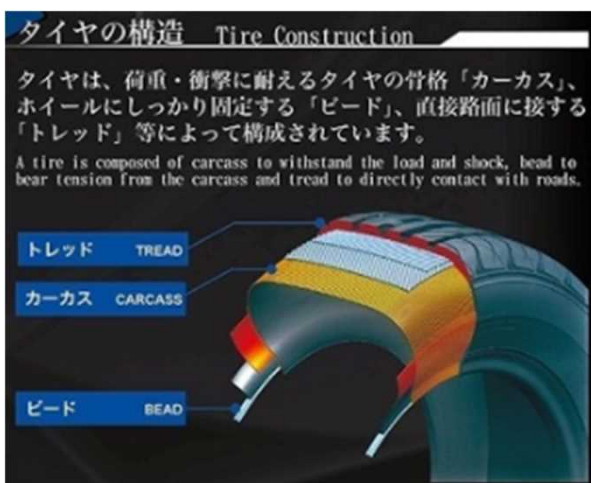 タイヤの構造 Tire Construction
タイヤは、荷重・衝撃に耐えるタイヤの骨格「カーカス」、
ホイールにしっかり固定する「ビード」、直接路面に接する
「トレッド」等によって構成されています。
A tire is composed of carcass to withstand the load and shock, bead to
bear tension from the carcass and tread to directly contact with roads.
トレッド TREAD
カーカス CARCASS
ビード BEAD